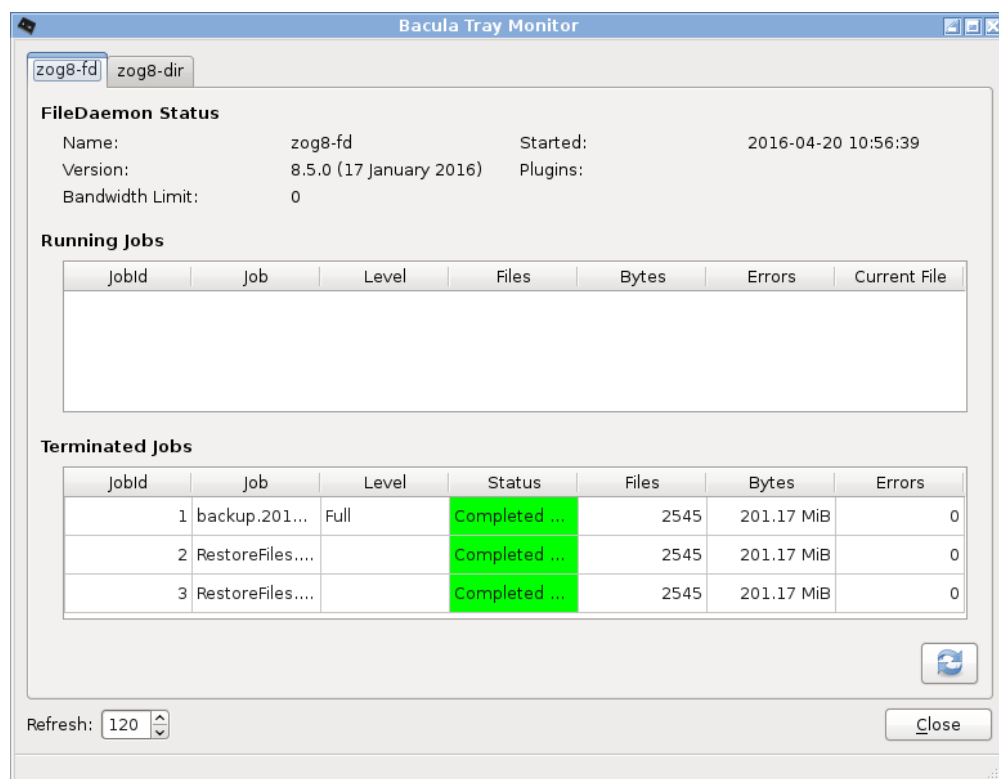 Bacula Tray Monitor
zog8-fd zog8-dir
FileDaemon Status
Name: zog8-fd Started: 2016-04-20 10:56:39
Version: 8.5.0 (17 January 2016) Plugins:
Bandwidth Limit: 0
Running Jobs
JobId Job Level Files Bytes Errors Current File
Terminated Jobs
JobId Job Level Status Files Bytes Errors
1 backup.201... Full Completed ... 2545 201.17 MiB 0
2 RestoreFiles.... Completed ... 2545 201.17 MiB 0
3 RestoreFiles.... Completed ... 2545 201.17 MiB 0
Refresh: 120 Close